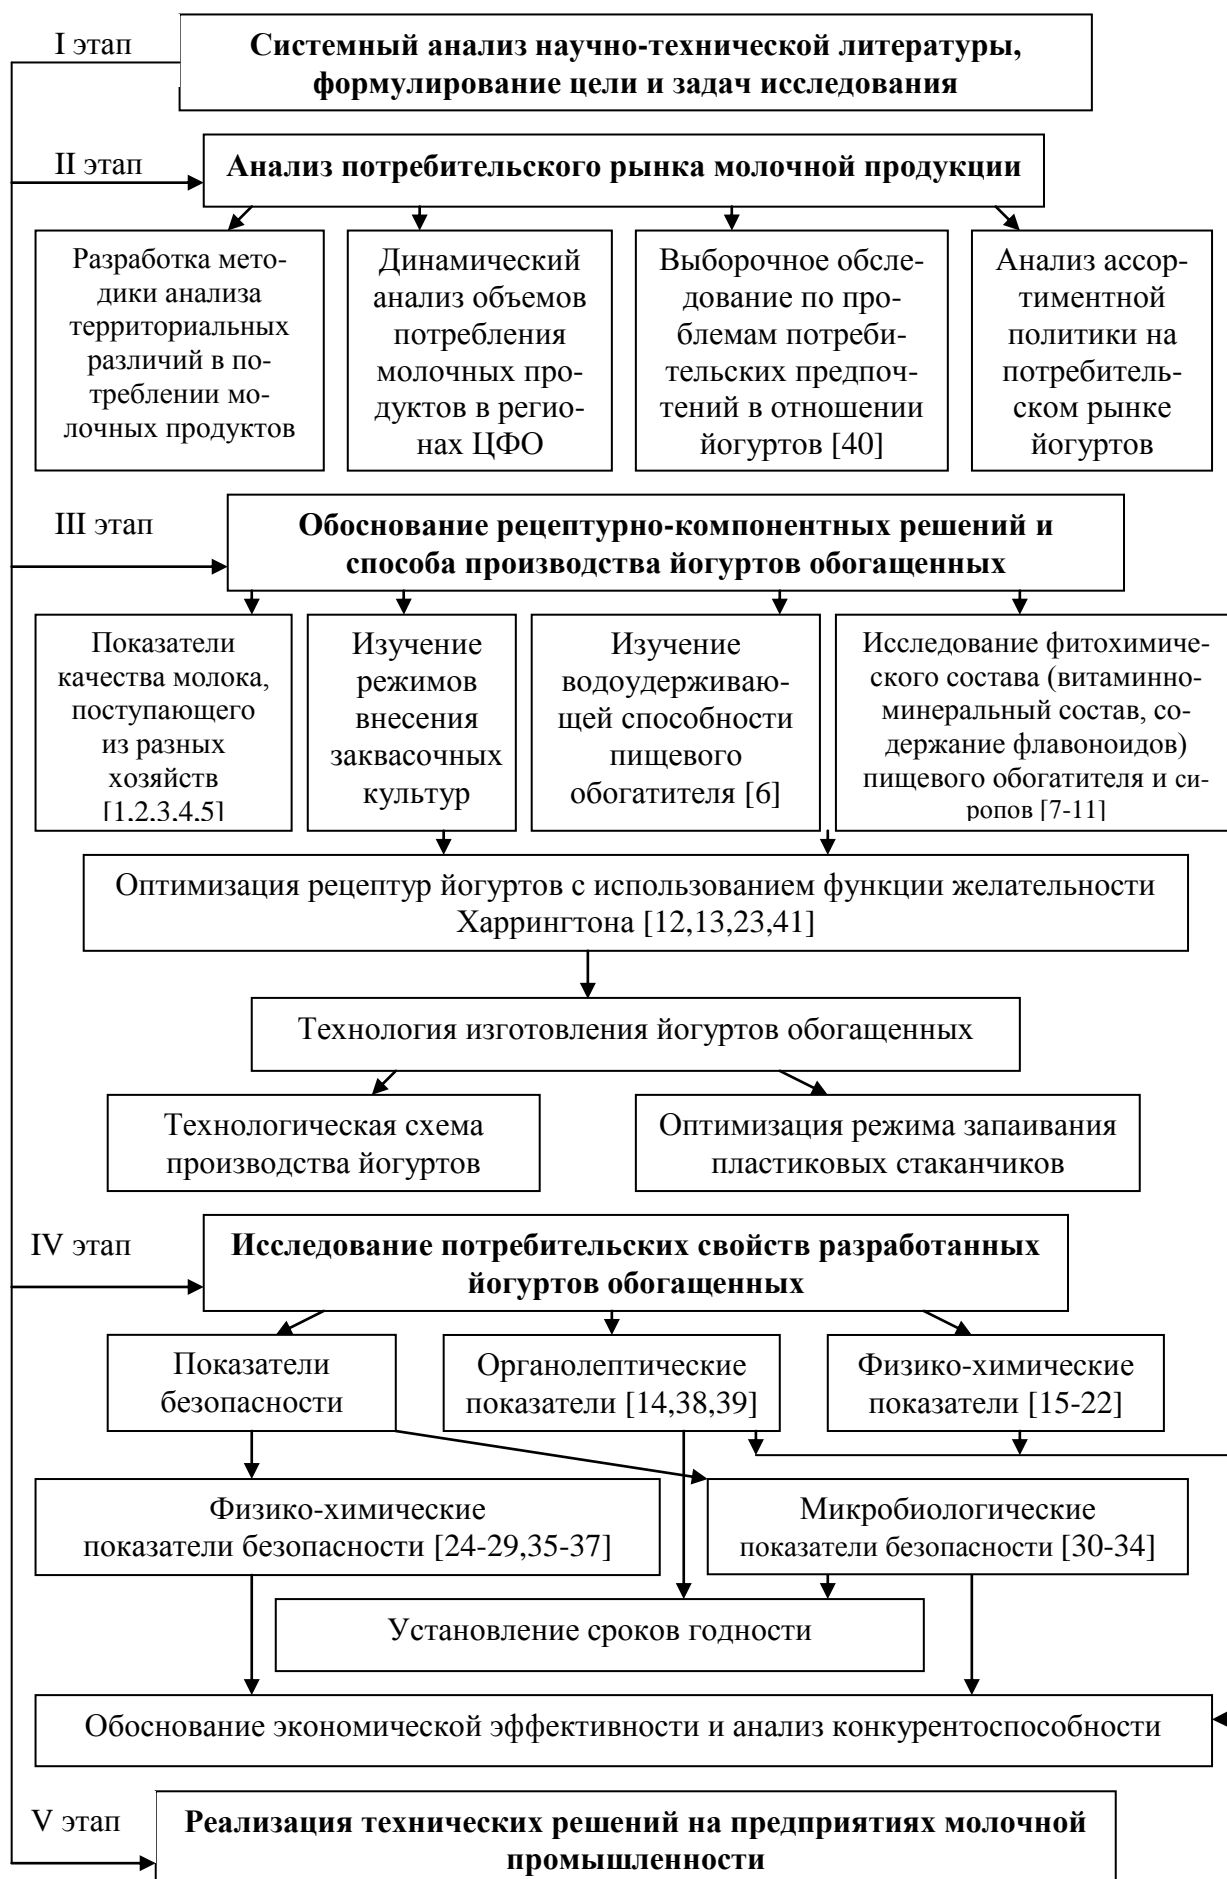 I этап
Системный анализ научно-технической литературы,
формулирование цели и задач исследования
II этап
Анализ потребительского рынка молочной продукции
Разработка мето-
дики анализа
территориальных
различий в по-
треблении мо-
лочных продуктов
Динамический
анализ объемов
потребления
молочных про-
дуктов в регио-
нах ЦФО
Выборочное обсле-
дование по про-
блемам потреби-
тельских предпоч-
тений в отношении
йогуртов [40]
Анализ ассор-
тиментной
политики на
потребитель-
ском рынке
йогуртов
III этап
Обоснование рецептурно-компонентных решений и
способа производства йогуртов обогащенных
Показатели
качества молока,
поступающего
из разных
хозяйств
[1,2,3,4,5]
Изучение
режимов
внесения
заквасочных
культур
Изучение
водоудерживаю-
щей способности
пищевого
обогатителя [6]
Исследование фитохимиче-
ского состава (витаминно-
минеральный состав, со-
держание флавоноидов)
пищевого обогатителя и си-
ропов [7-11]
Оптимизация рецептур йогуртов с использованием функции желательности
Харрингтона [12,13,23,41]
Технология изготовления йогуртов обогащенных
Технологическая схема
производства йогуртов
Оптимизация режима запаивания
пластиковых стаканчиков
IV этап
Исследование потребительских свойств разработанных
йогуртов обогащенных
Показатели
безопасности
Органолептические
показатели [14,38,39]
Физико-химические
показатели [15-22]
Физико-химические
показатели безопасности [24-29,35-37]
Микробиологические
показатели безопасности [30-34]
Установление сроков годности
Обоснование экономической эффективности и анализ конкурентоспособности
V этап
Реализация технических решений на предприятиях молочной
промышленности